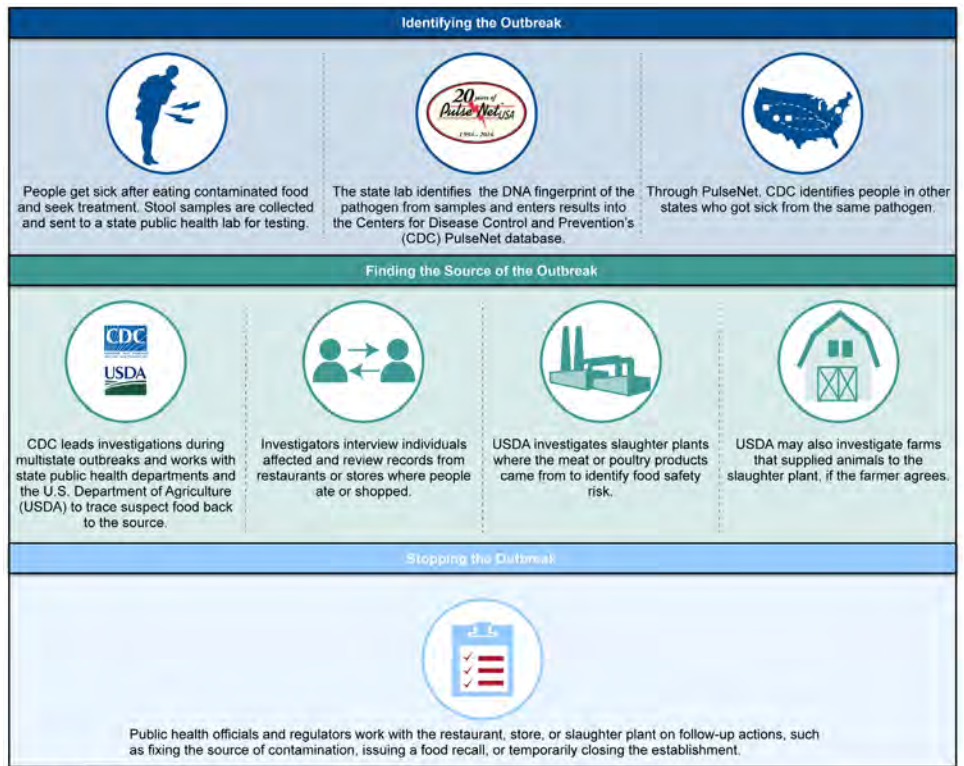 Identifying the Outbreak
20 years of
PulseNet USA
1996-2016
People get sick after eating contaminated food
and seek treatment. Stool samples are collected
and sent to a state public health lab for testing.
The state lab identifies the DNA fingerprint of the
pathogen from samples and enters results into
the Centers for Disease Control and Prevention's
(CDC) PulseNet database.
Through PulseNet, CDC identifies people in other
states who got sick from the same pathogen.
Finding the Source of the Outbreak
CDC
USDA
CDC leads investigations during
multistate outbreaks and works with
state public health departments and
the U.S. Department of Agriculture
(USDA) to trace suspect food back
to the source.
Investigators interview individuals
affected and review records from
restaurants or stores where people
ate or shopped.
USDA investigates slaughter plants
where the meat or poultry products
came from to identify food safety
risk.
USDA may also investigate farms
that supplied animals to the
slaughter plant, if the farmer agrees.
Stopping the Outbreak
Public health officials and regulators work with the restaurant, store, or slaughter plant on follow-up actions, such
as fixing the source of contamination, issuing a food recall, or temporarily closing the establishment.